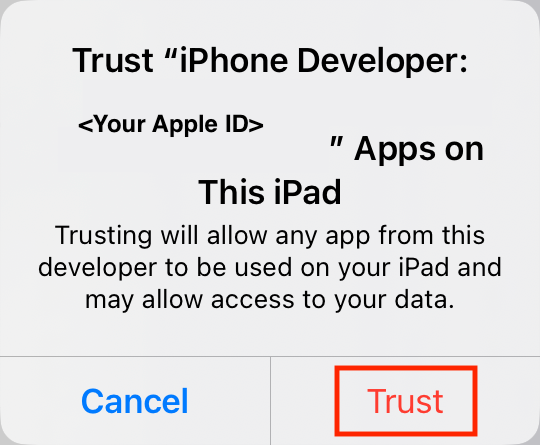 Trust “iPhone Developer:
<Your Apple ID>
” Apps on
This iPad
Trusting will allow any app from this
developer to be used on your iPad and
may allow access to your data.
Cancel
Trust